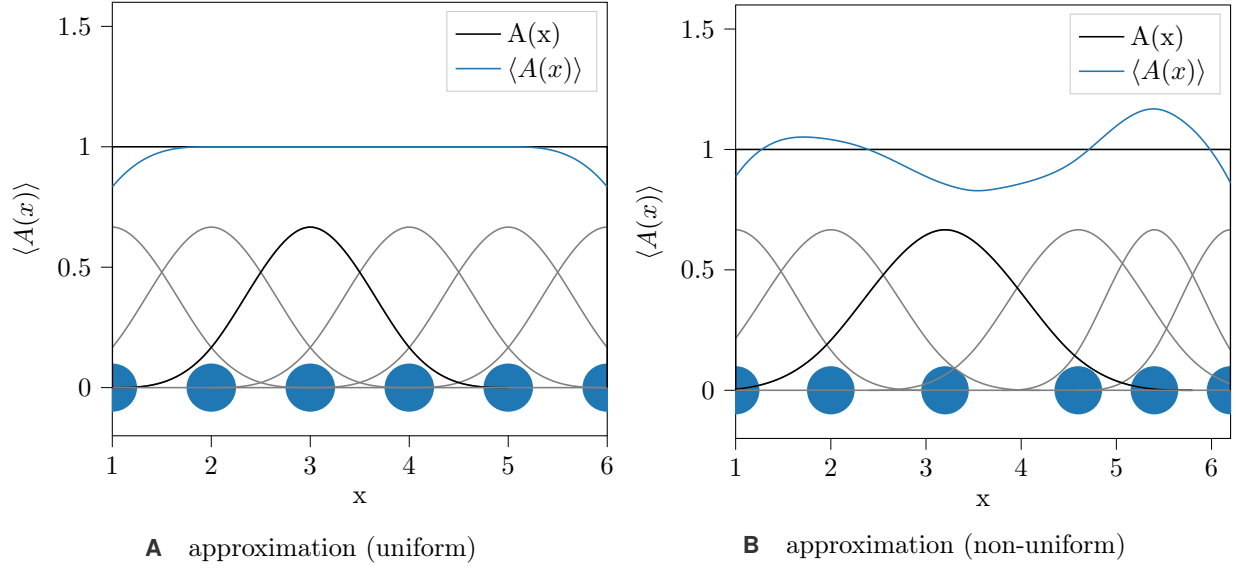 1.5
1
0.5
0
⟨A(x)⟩
A(x)
⟨A(x)⟩
1 2 3 4 5 6
x
A approximation (uniform)
1.5
1
0.5
0
⟨A(x)⟩
A(x)
⟨A(x)⟩
1 2 3 4 5 6
x
B approximation (non-uniform)